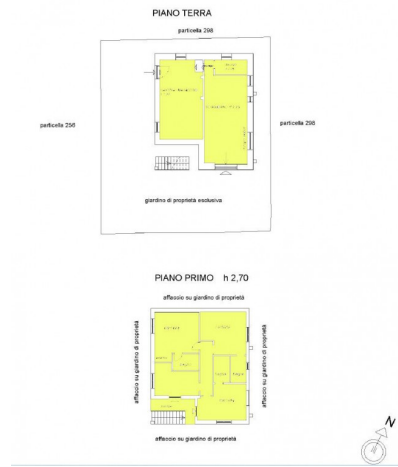 PIANO TERRA
particella 298
particella 256
particella 298
giardino di proprietà esclusiva
PIANO PRIMO h 2,70
affaccio su giardino di proprietà
affaccio su giardino di proprietà
affaccio su giardino di proprietà
affaccio su giardino di proprietà
N